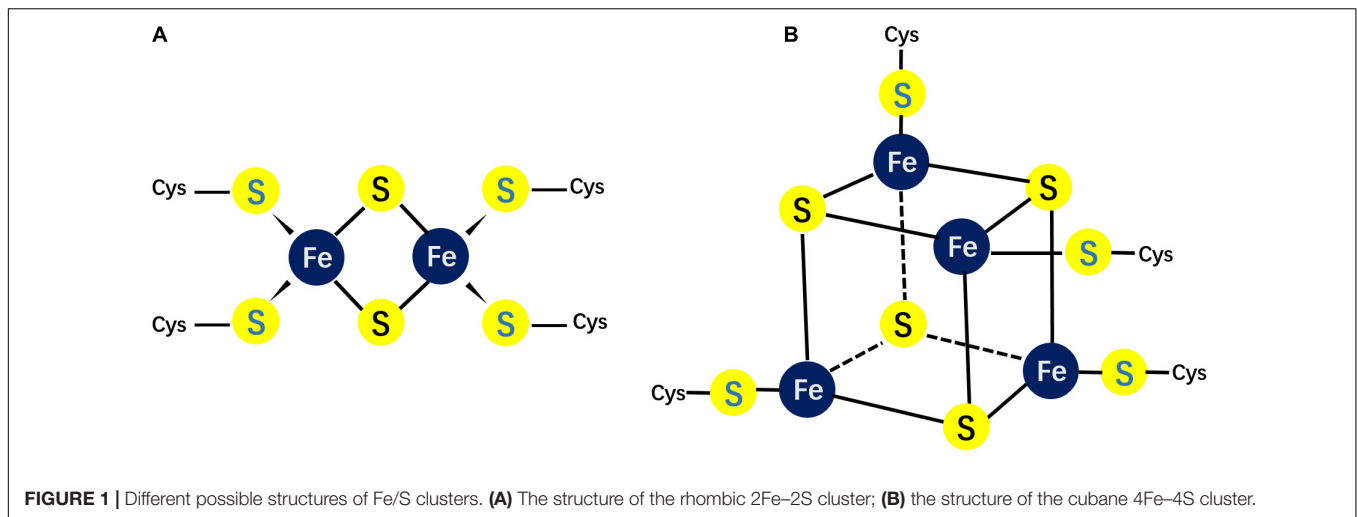 A
B
Cys
S
Fe
Cys
S
S
S
Cys
S
S
Fe
Fe
Fe
S
Cys
S
Cys
S
S
S
Cys
Fe
Fe
S
Cys
Cys
S
S
FIGURE 1 | Different possible structures of Fe/S clusters. (A) The structure of the rhombic 2Fe–2S cluster; (B) the structure of the cubane 4Fe–4S cluster.